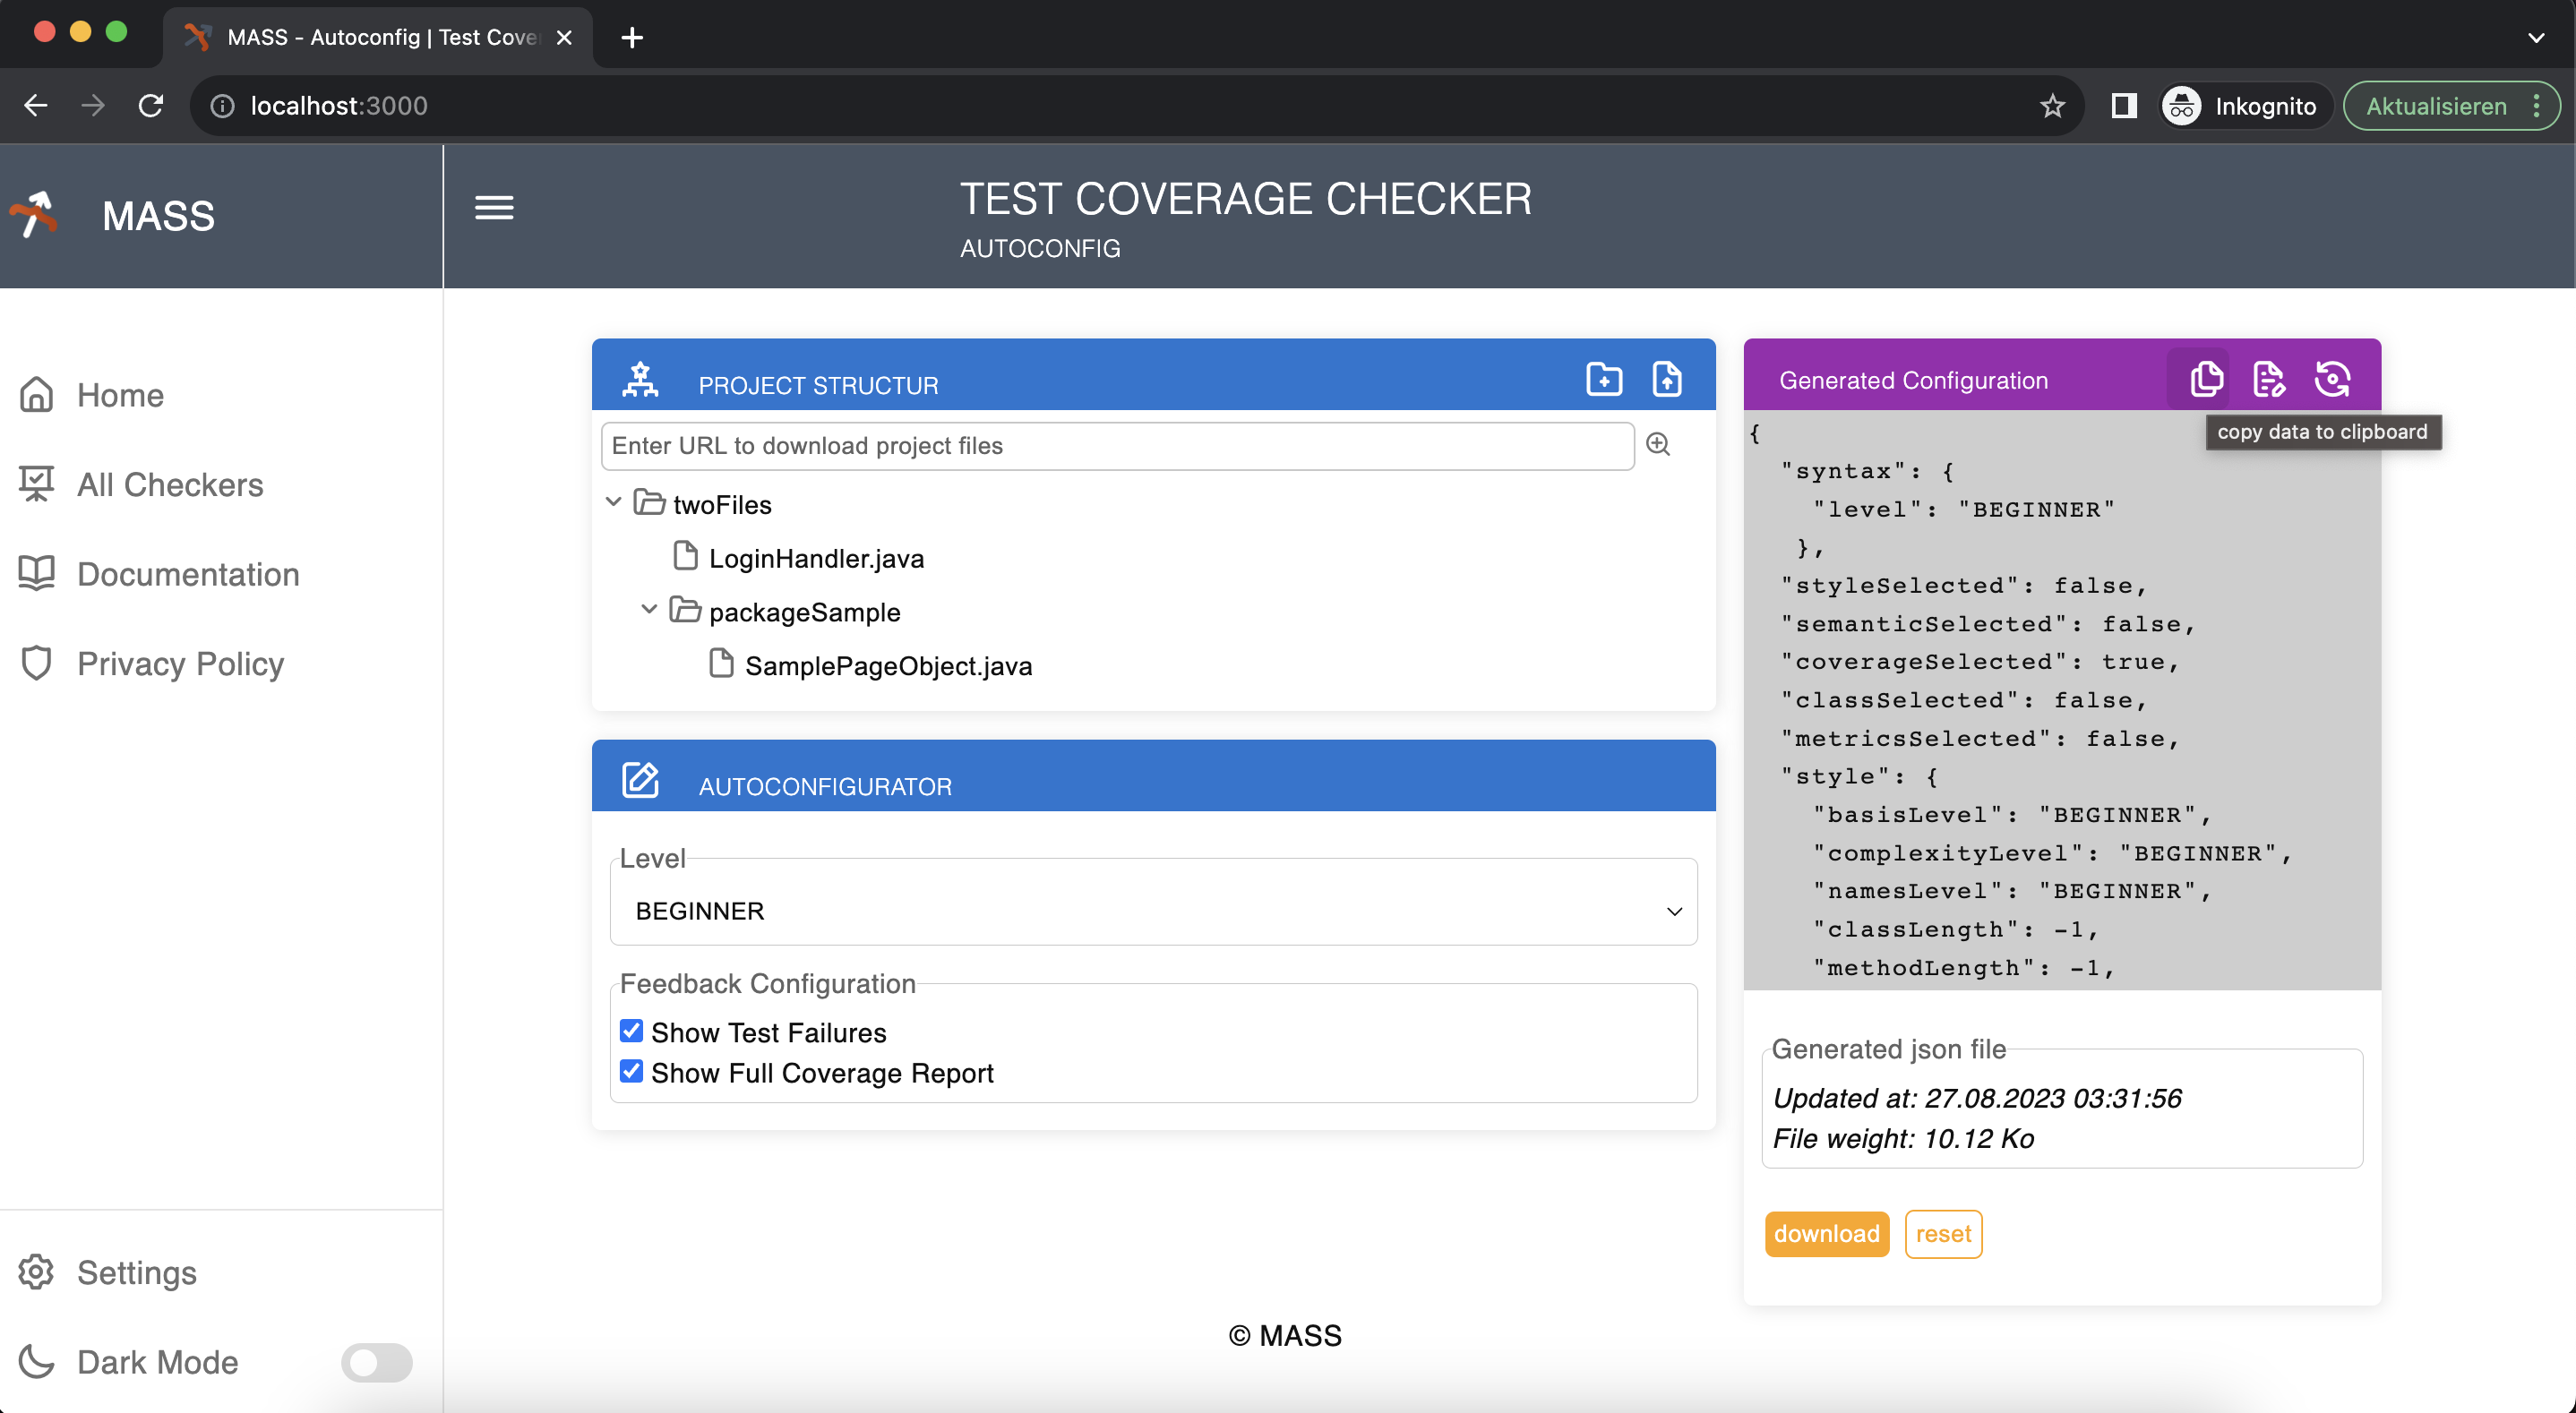 MASS - Autoconfig | Test Cove
localhost:3000
Inkognito
Aktualisieren
MASS
TEST COVERAGE CHECKER
AUTOCONFIG
Home
All Checkers
Documentation
Privacy Policy
Settings
Dark Mode
PROJECT STRUCTUR
Enter URL to download project files
twoFiles
LoginHandler.java
packageSample
SamplePageObject.java
AUTOCONFIGURATOR
Level
BEGINNER
Feedback Configuration
Show Test Failures
Show Full Coverage Report
Generated Configuration
copy data to clipboard
{
"syntax": {
"level": "BEGINNER"
},
"styleSelected": false,
"semanticSelected": false,
"coverageSelected": true,
"classSelected": false,
"metricsSelected": false,
"style": {
"basisLevel": "BEGINNER",
"complexityLevel": "BEGINNER",
"namesLevel": "BEGINNER",
"classLength": -1,
"methodLength": -1,
Generated json file
Updated at: 27.08.2023 03:31:56
File weight: 10.12 Ko
download
reset
© MASS